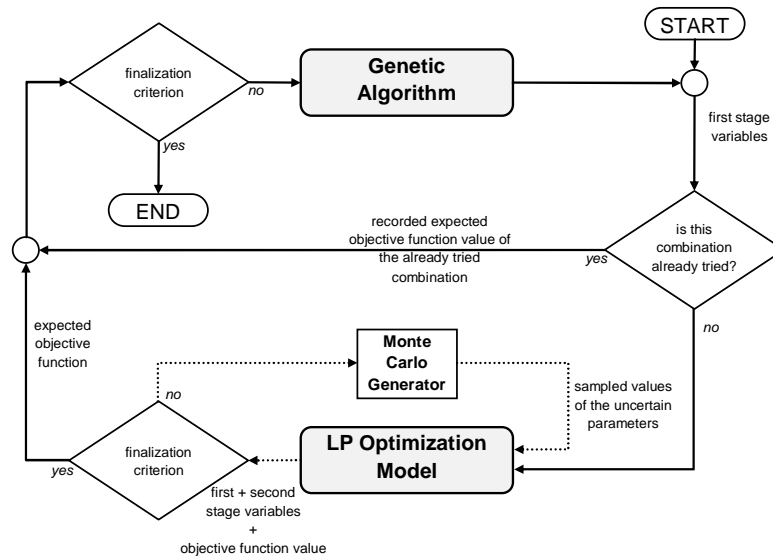 START
finalization
criterion
no
Genetic
Algorithm
first stage
variables
yes
END
recorded expected
objective function value of
the already tried
combination
yes
is this
combination
already tried?
no
expected
objective
function
Monte
Carlo
Generator
no
sampled values
of the uncertain
parameters
finalization
criterion
yes
LP Optimization
Model
first + second
stage variables
+
objective function value